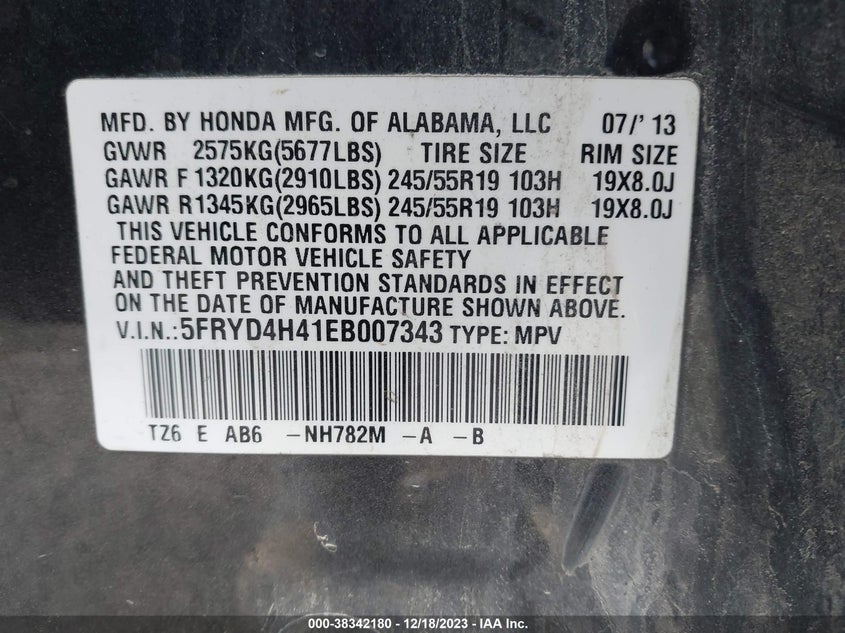 MFD. BY HONDA MFG. OF ALABAMA, LLC 07/'13
GVWR 2575KG(5677LBS) TIRE SIZE RIM SIZE
GAWR F1320KG(2910LBS) 245/55R19 103H 19X8.0J
GAWR R1345KG(2965LBS) 245/55R19 103H 19X8.0J
THIS VEHICLE CONFORMS TO ALL APPLICABLE
FEDERAL MOTOR VEHICLE SAFETY
AND THEFT PREVENTION STANDARDS IN EFFECT
ON THE DATE OF MANUFACTURE SHOWN ABOVE.
V.I.N.:5FRYD4H41EB007343 TYPE: MPV
TZ6 E AB6 -NH782M -A -B
000-38342180 - 12/18/2023 - IAA Inc.